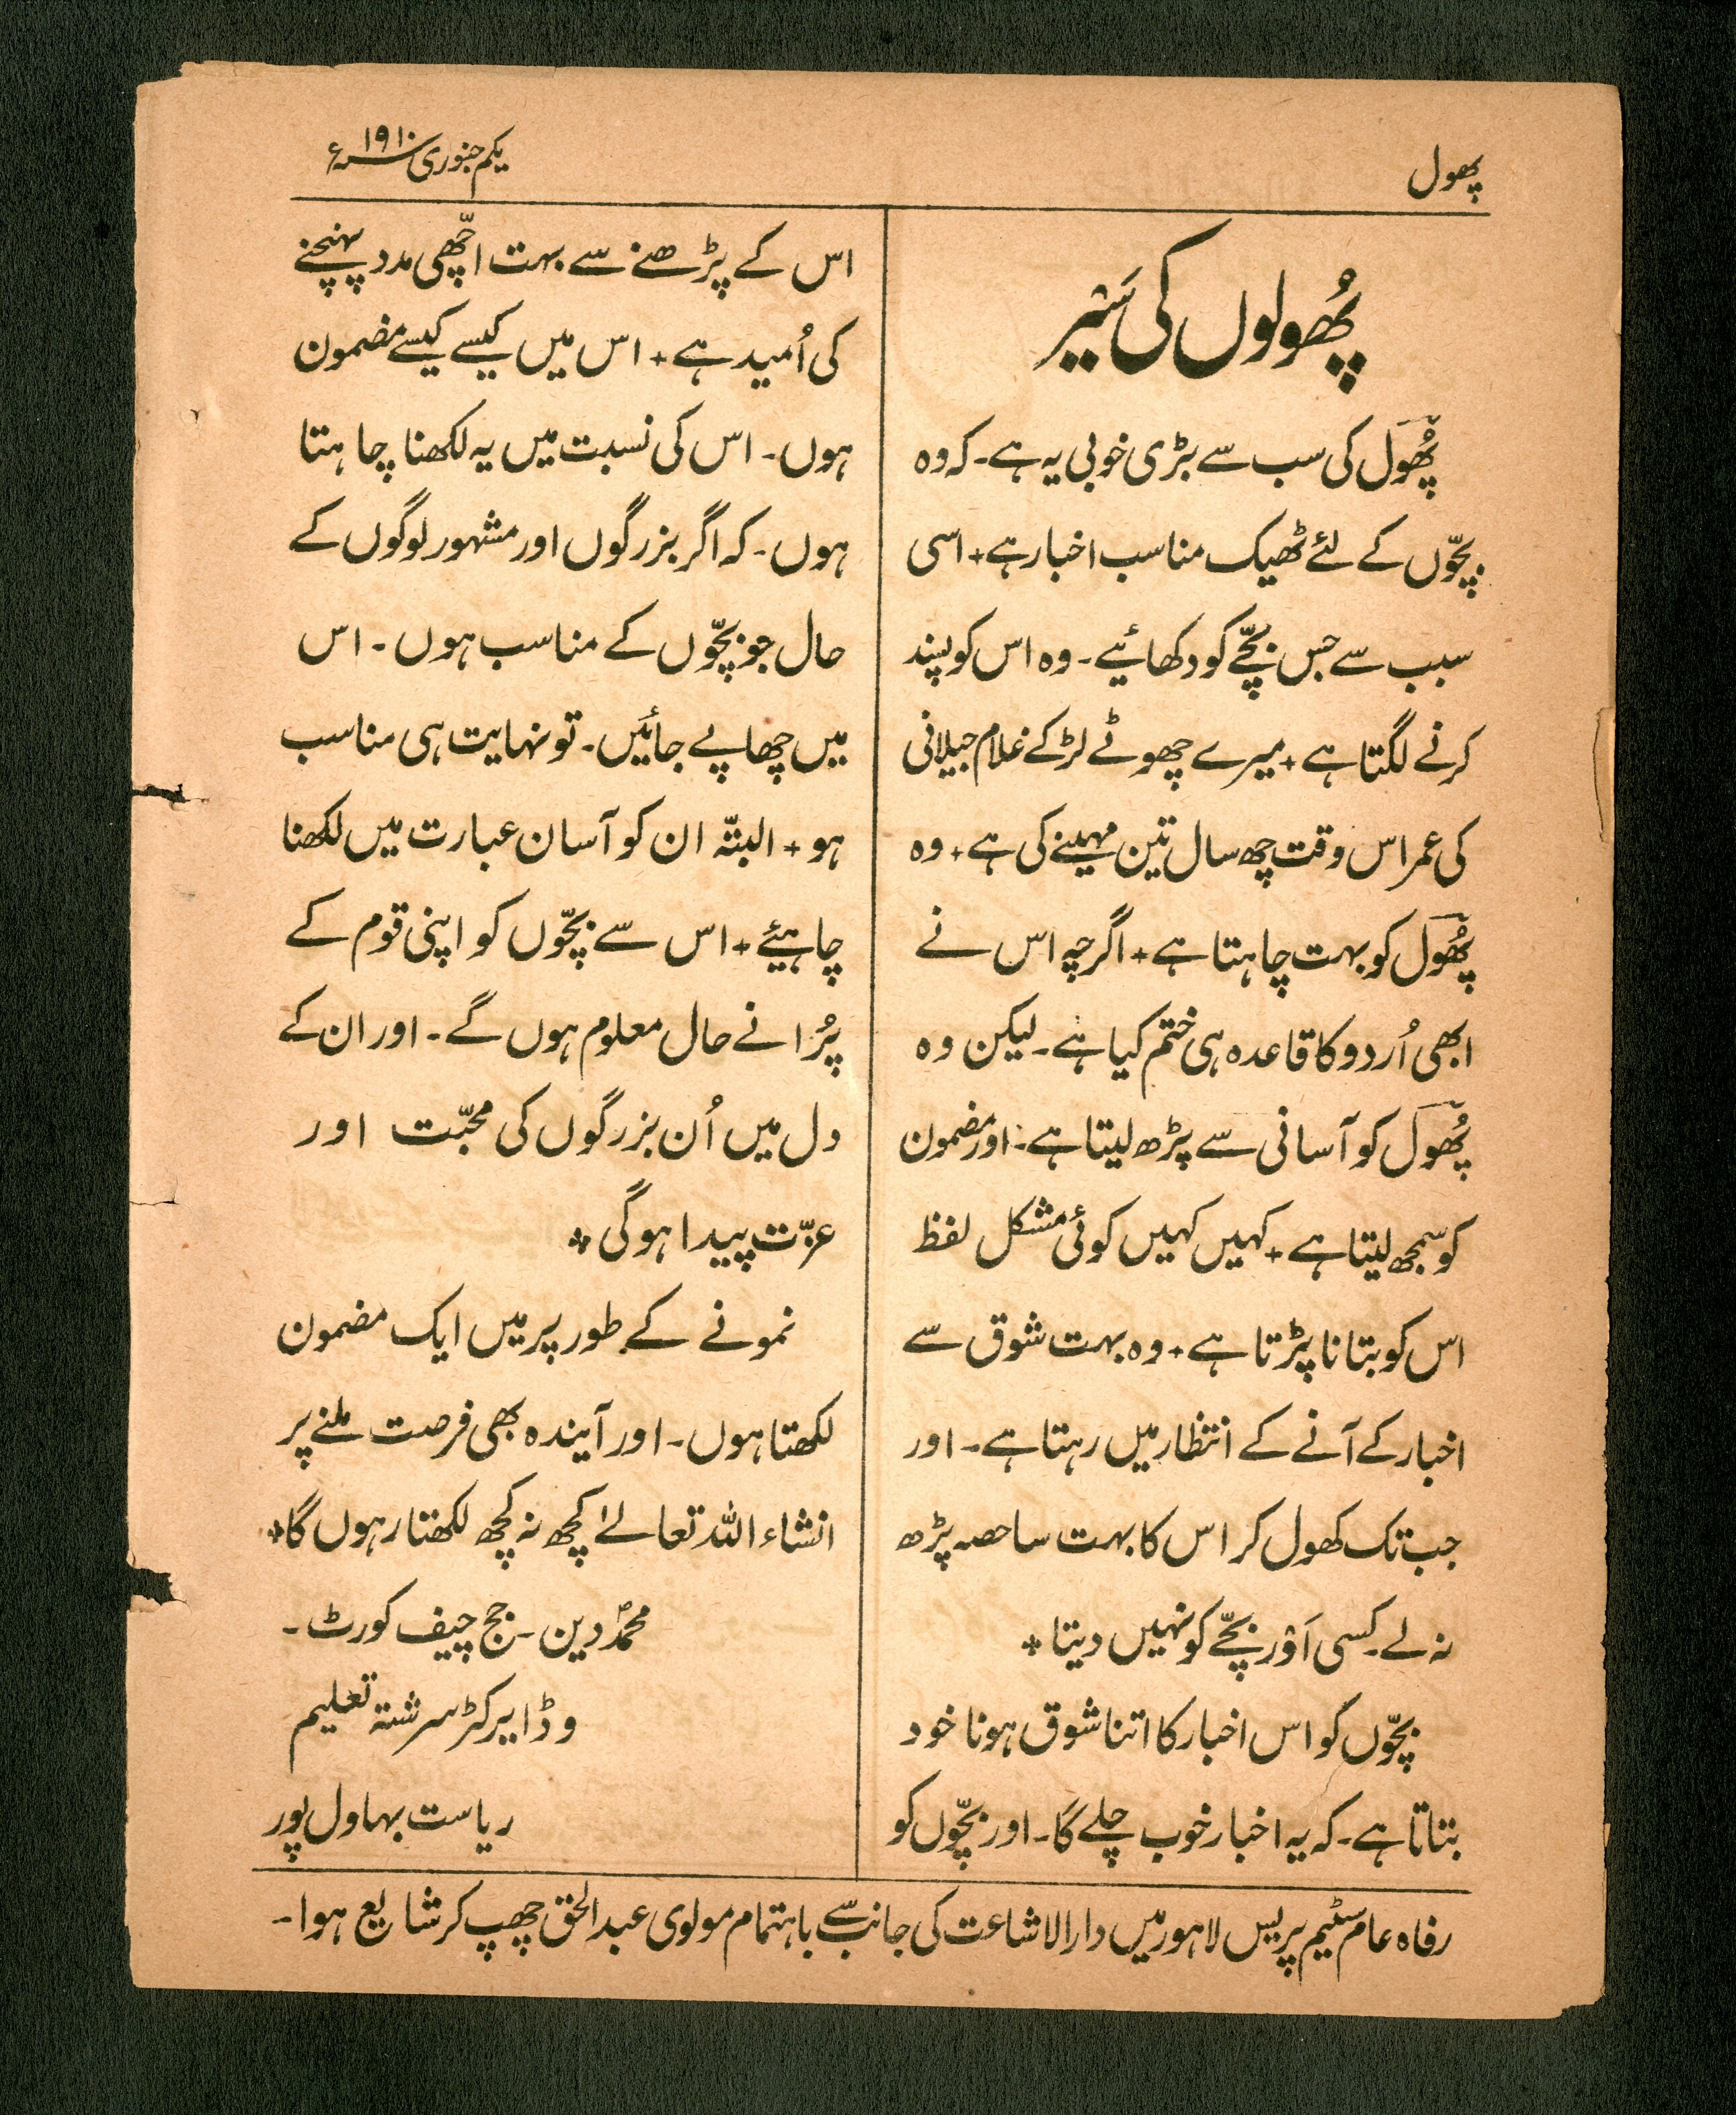 پھول
یکم جنوری ۱۹۱۰ء
پُھولوں کی سَیر
پُھول کی سب سے بڑی خوبی یہ ہے۔ کہ وہ
بچّوں کے لئے ٹھیک مناسب اخبار ہے + اسی
سبب سے جس بچّے کو دکھائیے۔ وہ اس کو پسند
کرنے لگتا ہے + میرے چھوٹے لڑکے غلام جیلانی
کی عمر اس وقت چھ سال تین مہینے کی ہے + وہ
پُھول کو بہت چاہتا ہے + اگرچہ اس نے
ابھی اُردو کا قاعدہ ہی ختم کیا ہے۔ لیکن وہ
پُھول کو آسانی سے پڑھ لیتا ہے۔ اور مضمون
کو سمجھ لیتا ہے + کہیں کہیں کوئی مشکل لفظ
اس کو بتانا پڑتا ہے + وہ بہت شوق سے
اخبار کے آنے کے انتظار میں رہتا ہے۔ اور
جب تک کھول کر اس کا بہت سا حصہ پڑھ
نہ لے۔ کسی اَوْر بچّے کو نہیں دیتا +
بچّوں کو اس اخبار کا اتنا شوق ہونا خود
بتاتا ہے۔ کہ یہ اخبار خوب چلے گا۔ اور بچّوں کو
اس کے پڑھنے سے بہت اچّھی مدد پہنچنے
کی اُمید ہے + اس میں کیسے کیسے مضمون
ہوں۔ اس کی نسبت میں یہ لکھنا چاہتا
ہوں۔ کہ اگر بزرگوں اور مشہور لوگوں کے
حال جو بچّوں کے مناسب ہوں۔ اس
میں چھاپے جائیں۔ تو نہایت ہی مناسب
ہو + البتّہ ان کو آسان عبارت میں لکھنا
چاہیئے + اس سے بچّوں کو اپنی قوم کے
پُرانے حال معلوم ہوں گے۔ اور ان کے
دل میں اُن بزرگوں کی محبّت اور
عزّت پیدا ہوگی +
نمونے کے طور پر میں ایک مضمون
لکھتا ہوں۔ اور آیندہ بھی فرصت ملنے پر
انشاء اللہ تعالےٰ کچھ نہ کچھ لکھتا رہوں گا +
محمدؐ دین۔ جج چیف کورٹ۔
و ڈایرکٹر سرشتہ تعلیم
ریاست بہاول پور
رفاہ عام سٹیم پریس لاہور میں دارالاشاعت کی جانب سے باہتمام مولوی عبدالحق چھپ کر شایع ہوا۔